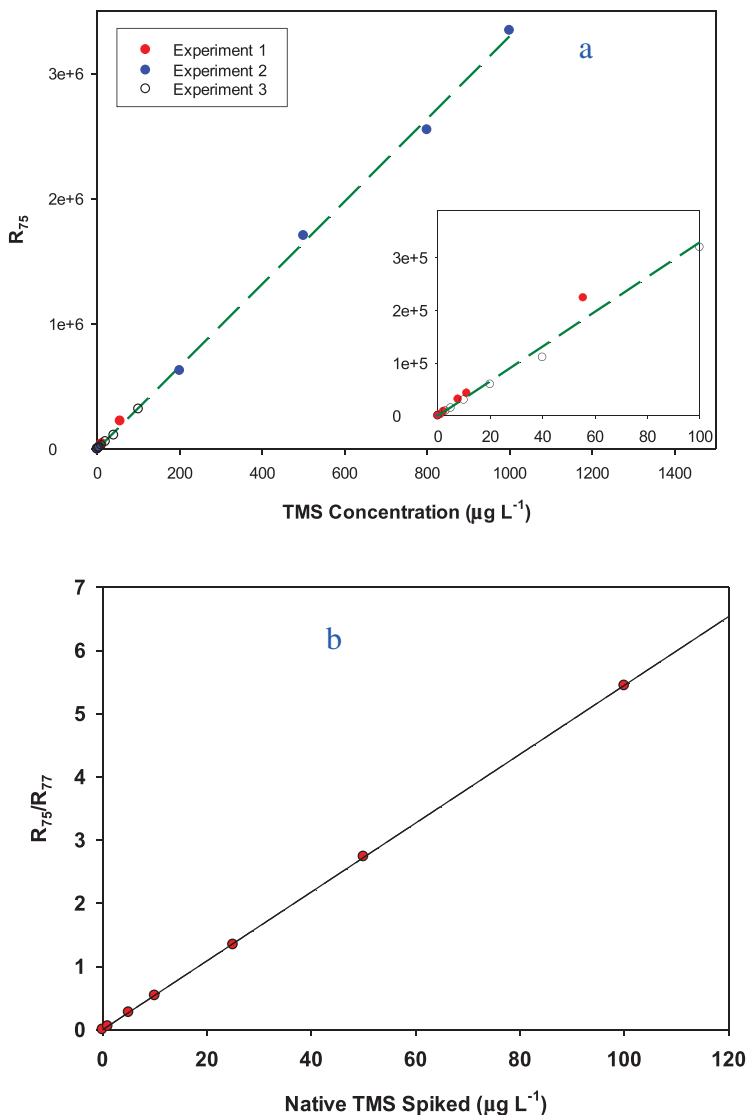 a
Experiment 1
Experiment 2
Experiment 3
3e+6
2e+6
1e+6
0
R75
3e+5
2e+5
1e+5
0
0 20 40 60 80 100
0 200 400 600 800 1000 1200 1400
TMS Concentration (µg L-1)
b
7
6
5
4
3
2
1
0
R75/R77
0 20 40 60 80 100 120
Native TMS Spiked (µg L-1)